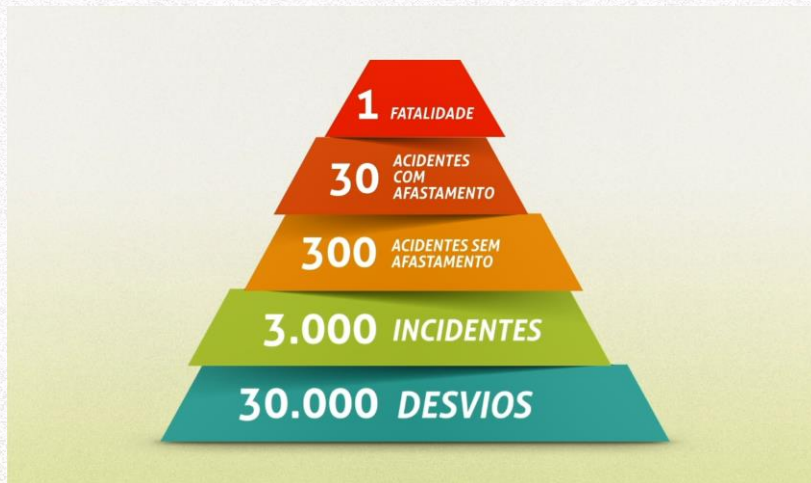 1 FATALIDADE
30 ACIDENTES
COM
AFASTAMENTO
300 ACIDENTES SEM
AFASTAMENTO
3.000 INCIDENTES
30.000 DESVIOS